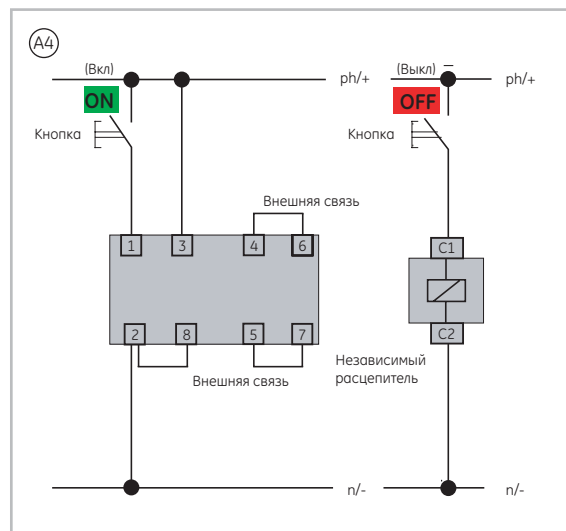 A4
(Вкл)
ph/+
(Выкл)
ph/+
ON
OFF
Кнопка
Кнопка
Внешняя связь
1
3
4
6
C1
2
8
5
7
C2
Внешняя связь
Независимый
расцепитель
n/-
n/-